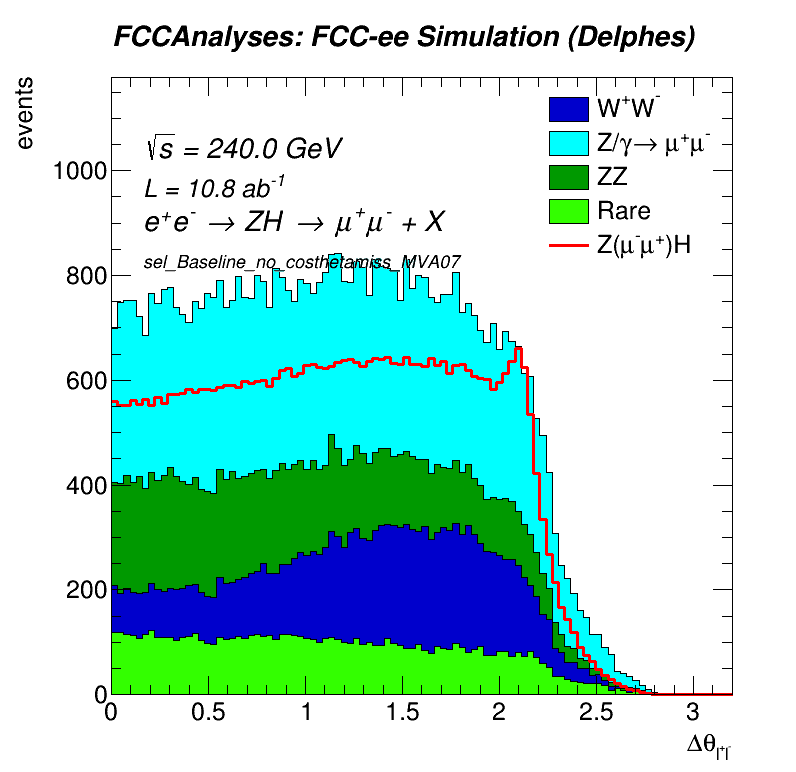 FCCAnalyses: FCC-ee Simulation (Delphes)
events
√s = 240.0 GeV
L = 10.8 ab⁻¹
e⁺e⁻ → ZH → μ⁺μ⁻ + X
sel_Baseline_no_costhetamiss_MVA07
W⁺W⁻
Z/γ→ μ⁺μ⁻
ZZ
Rare
Z(μ⁻μ⁺)H
1000
800
600
400
200
0
0 0.5 1 1.5 2 2.5 3
Δθ_l⁺l⁻